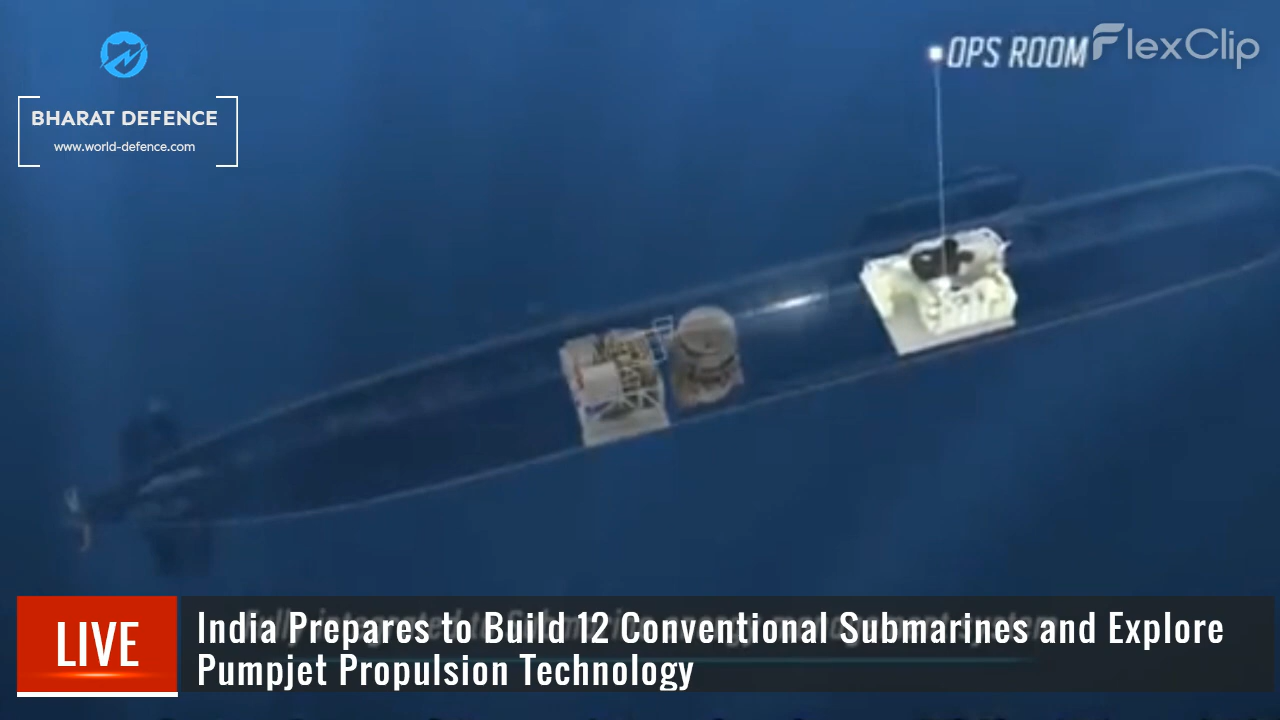 OPS ROOM
FlexClip
BHARAT DEFENCE
www.world-defence.com
LIVE
India Prepares to Build 12 Conventional Submarines and Explore
Pumpjet Propulsion Technology